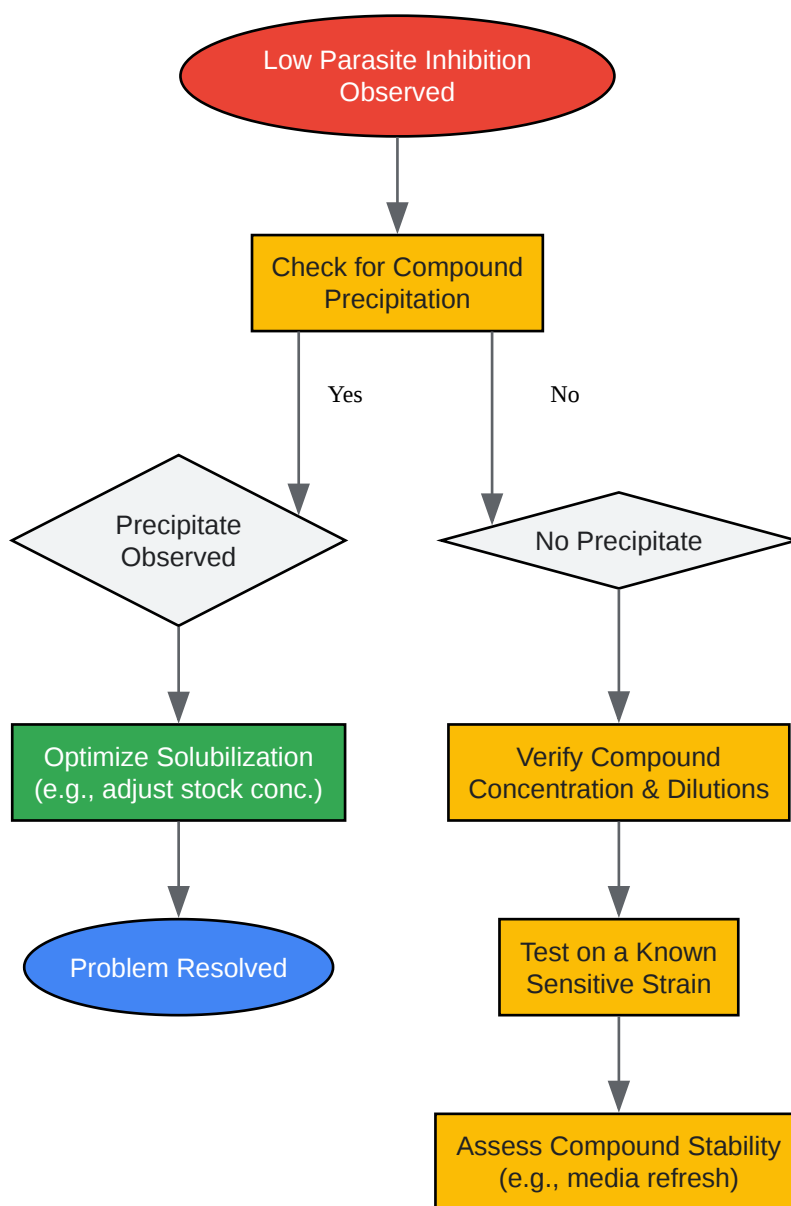 Low Parasite Inhibition
Observed
Check for Compound
Precipitation
Yes
No
Precipitate
Observed
No Precipitate
Optimize Solubilization
(e.g., adjust stock conc.)
Verify Compound
Concentration & Dilutions
Problem Resolved
Test on a Known
Sensitive Strain
Assess Compound Stability
(e.g., media refresh)